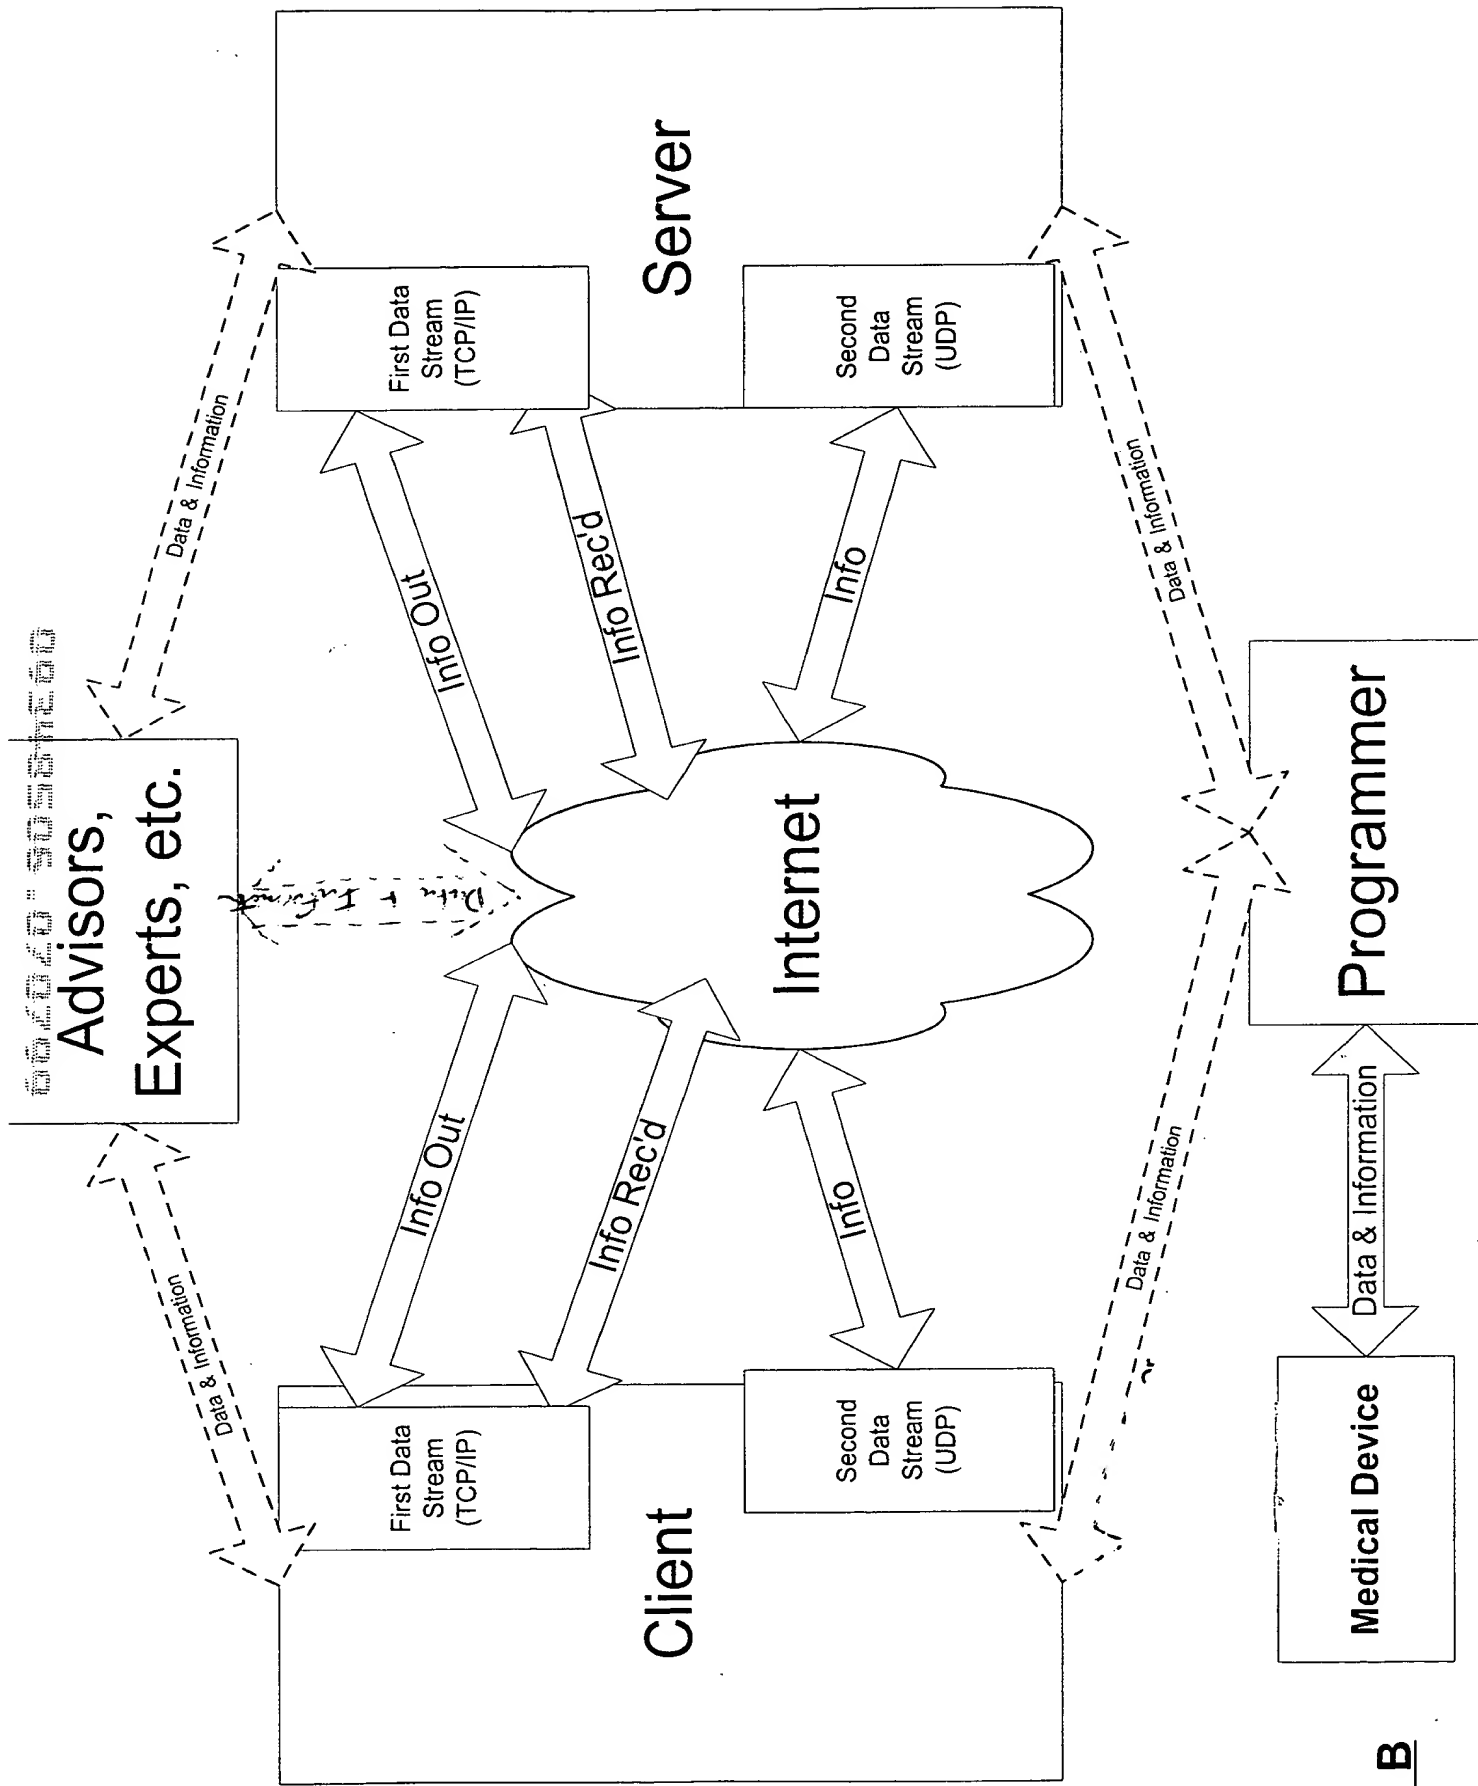 Advisors,
Experts, etc.
Data & Information
Data & Information
Data &
Client
First Data
Stream
(TCP/IP)
Second
Data
Stream
(UDP)
Info Out
Info Rec'd
Info
Internet
Info Out
Info Rec'd
Info
Server
First Data
Stream
(TCP/IP)
Second
Data
Stream
(UDP)
Data & Information
Data & Information
Medical Device
Data & Information
Programmer
B